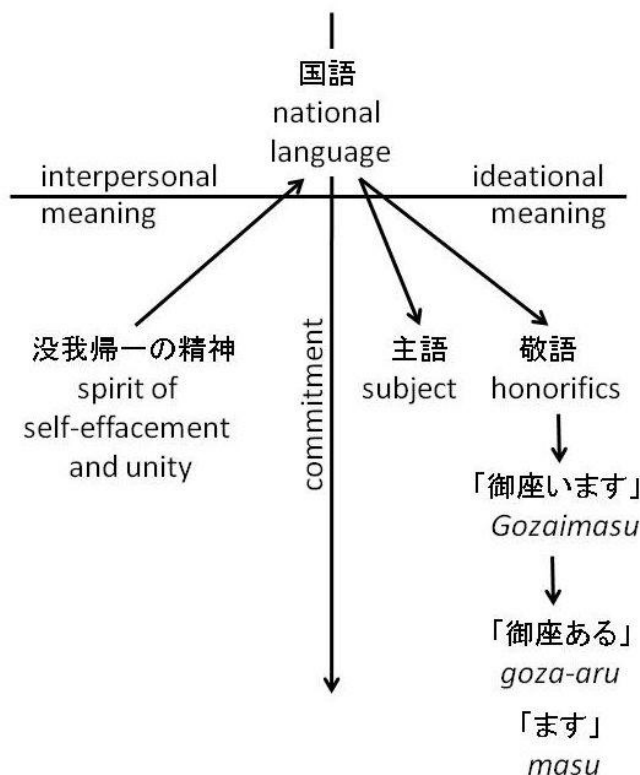 国語
national
language
interpersonal
meaning
ideational
meaning
没我帰一の精神
spirit of
self-effacement
and unity
commitment
主語
subject
敬語
honorifics
「御座います」
Gozaimasu
「御座ある」
goza-aru
「ます」
masu